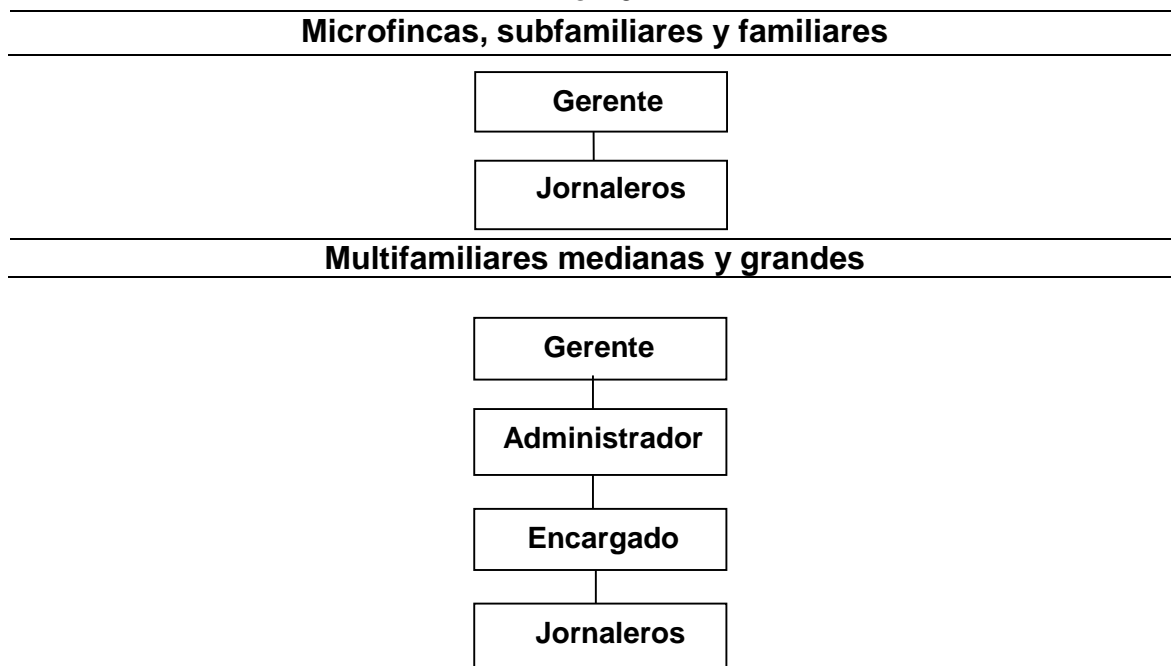 Microfincas, subfamiliares y familiares
Gerente
Jornaleros
Multifamiliares medianas y grandes
Gerente
Administrador
Encargado
Jornaleros